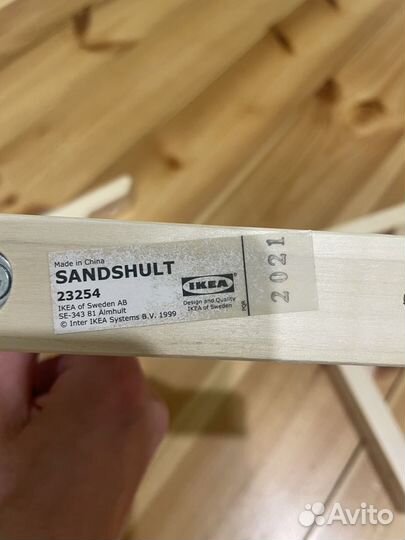 Made in China
SANDSHULT
23254
IKEA of Sweden AB
SE-343 81 Älmhult
© Inter IKEA Systems B.V. 1999
IKEA
Design and Quality
IKEA of Sweden
2021
Avito